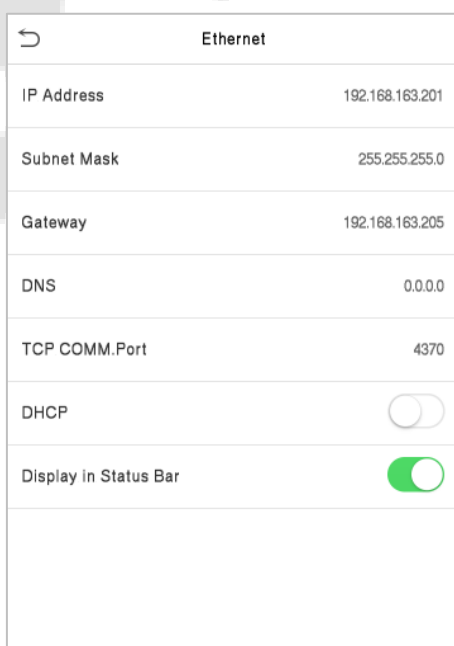 Ethernet
IP Address 192.168.163.201
Subnet Mask 255.255.255.0
Gateway 192.168.163.205
DNS 0.0.0.0
TCP COMM.Port 4370
DHCP
Display in Status Bar